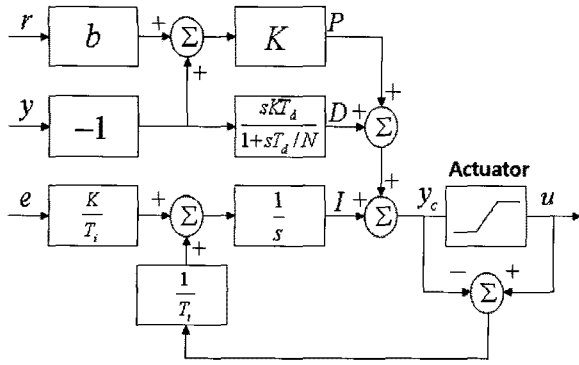 r b + Σ K P
+ +
y −1 sKT_d / 1+sT_d/N D + Σ
+ Actuator
e K/T_i + Σ 1/s I + Σ y_c u
+
1/T_t − Σ +